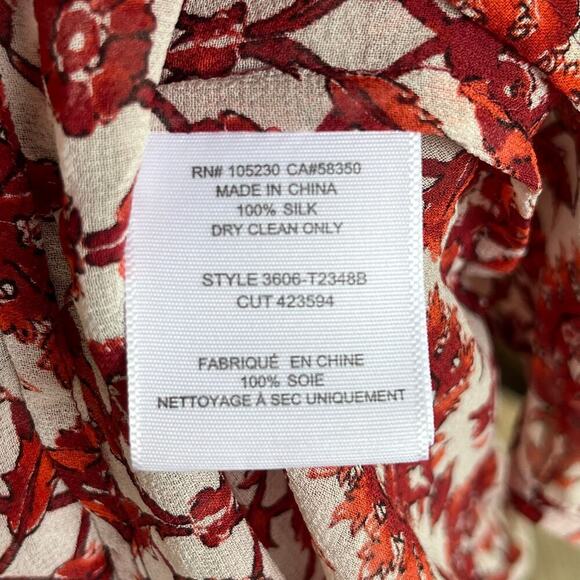 RN# 105230 CA#58350
MADE IN CHINA
100% SILK
DRY CLEAN ONLY
STYLE 3606-T2348B
CUT 423594
FABRIQUÉ EN CHINE
100% SOIE
NETTOYAGE À SEC UNIQUEMENT